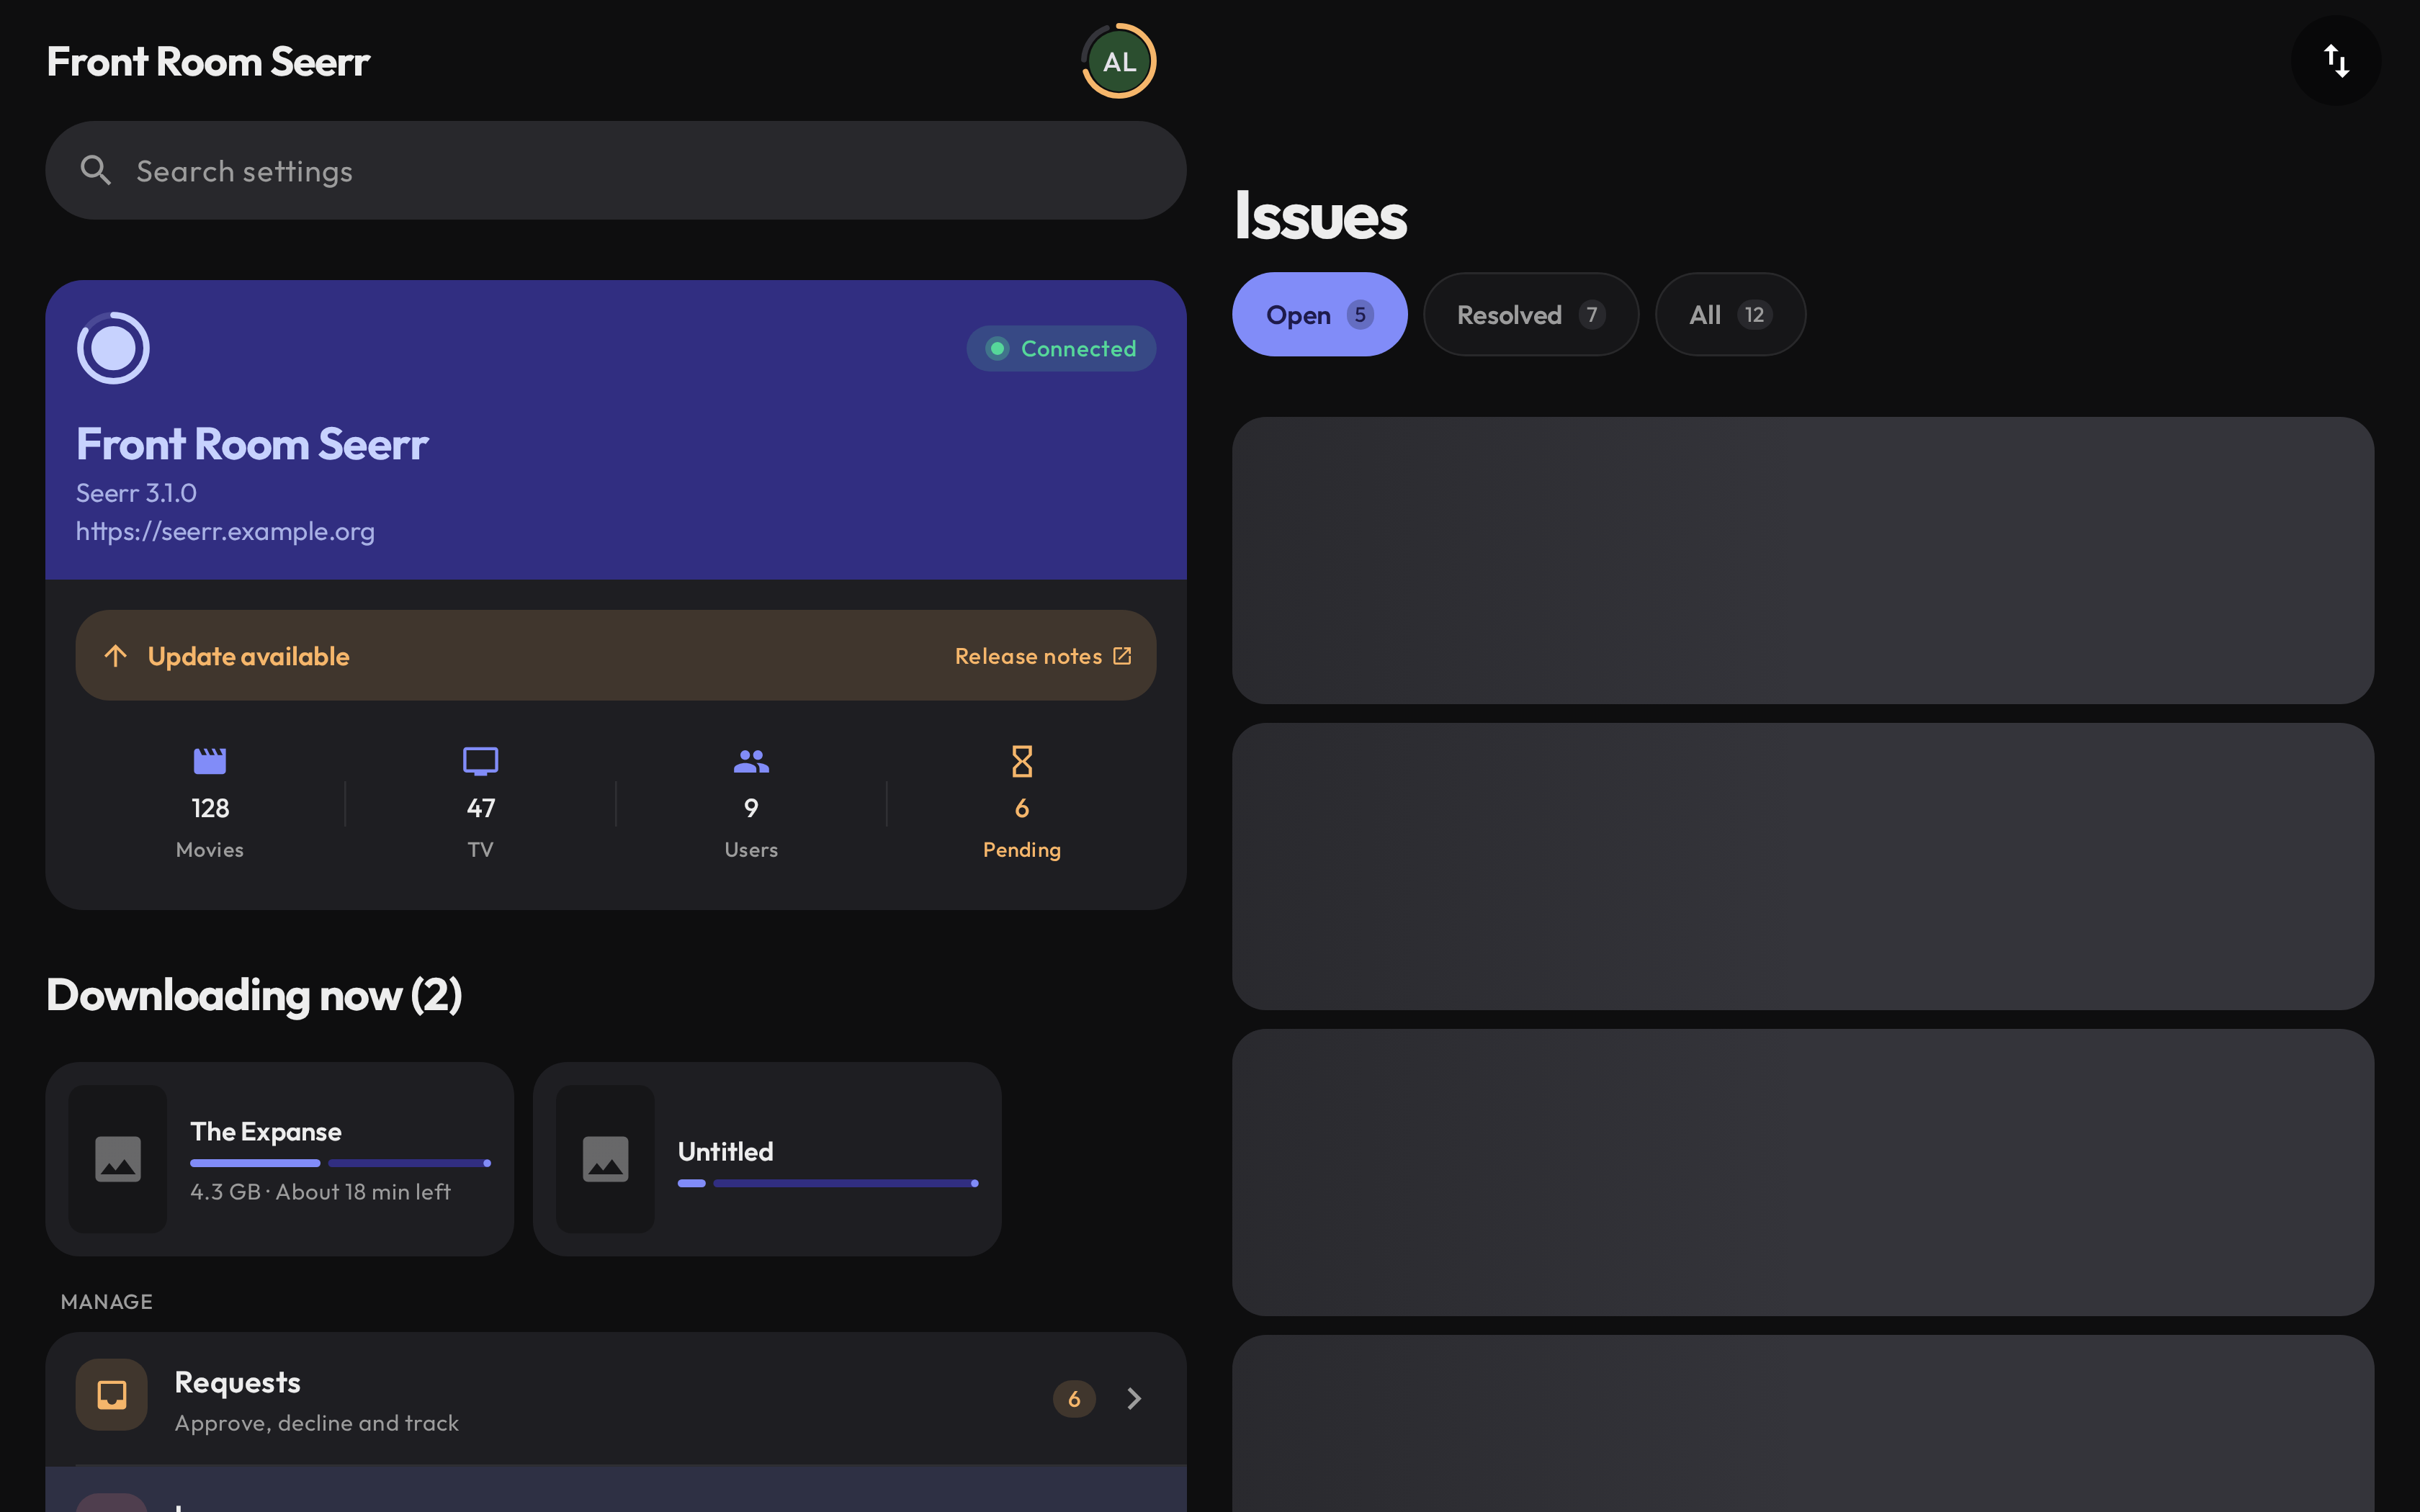 Front Room Seerr
AL
Search settings
Connected
Front Room Seerr
Seerr 3.1.0
https://seerr.example.org
Update available
Release notes
128
Movies
47
TV
9
Users
6
Pending
Downloading now (2)
The Expanse
4.3 GB · About 18 min left
Untitled
MANAGE
Requests
Approve, decline and track
6
Issues
Open 5
Resolved 7
All 12